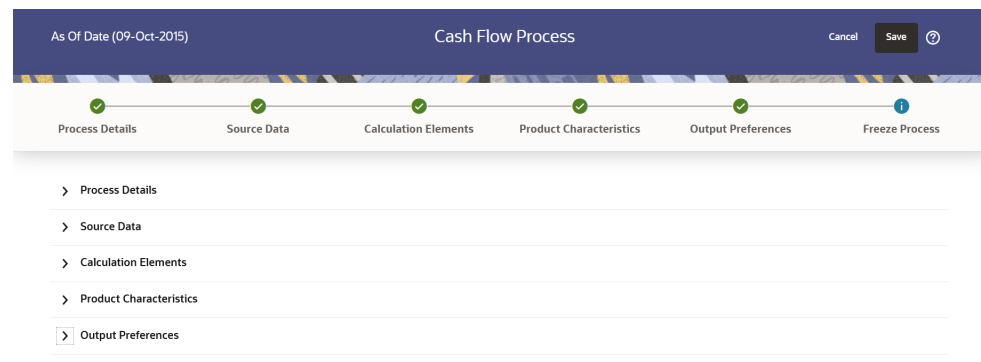 As Of Date (09-Oct-2015)
Cash Flow Process
Cancel
Save
Process Details
Source Data
Calculation Elements
Product Characteristics
Output Preferences
Freeze Process
Process Details
Source Data
Calculation Elements
Product Characteristics
Output Preferences